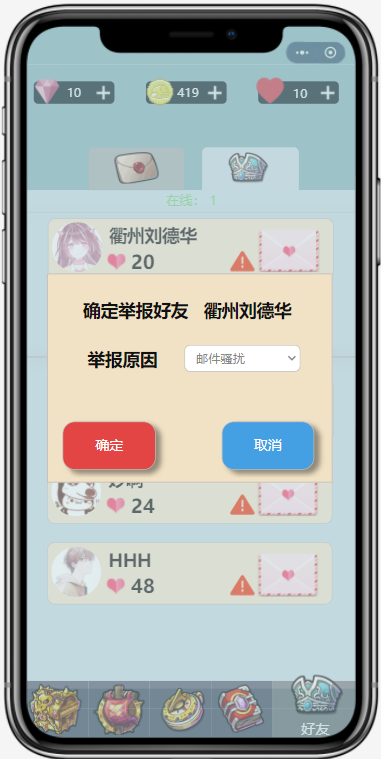 10
419
10
在线： 1
衢州刘德华
20
确定举报好友 衢州刘德华
举报原因 邮件骚扰
确定 取消
24
HHH
48
好友